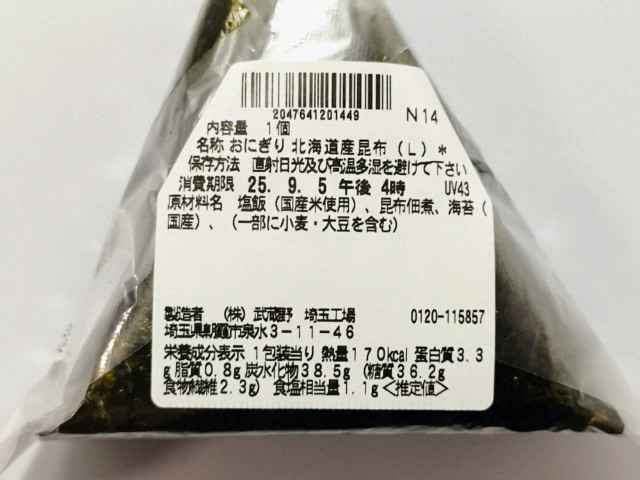 2047641201449
N14
内容量 1個
名称 おにぎり 北海道産昆布(L)*
保存方法 直射日光及び高温多湿を避けて下さい
消費期限 25. 9. 5 午後 4時 UV43
原材料名 塩飯(国産米使用)、昆布佃煮、海苔(
国産)、(一部に小麦・大豆を含む)
製造者 (株)武蔵野 埼玉工場 0120-115857
埼玉県朝霞市泉水3-11-46
栄養成分表示 1包装当り 熱量170kcal 蛋白質3.3
g 脂質0.8g 炭水化物38.5g (糖質36.2g
食物繊維2.3g) 食塩相当量1.1g <推定値>